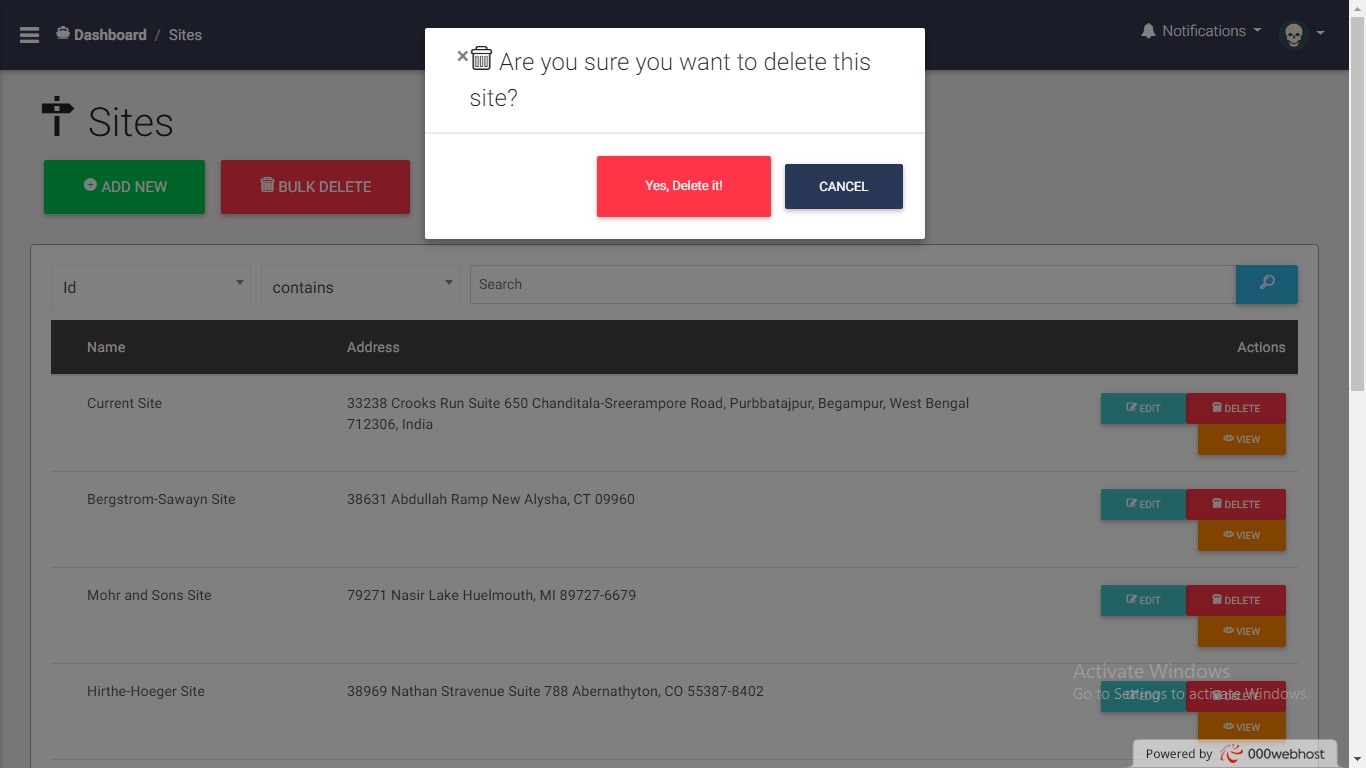 Dashboard / Sites
Notifications
× Are you sure you want to delete this
site?
Yes, Delete it!
CANCEL
Sites
ADD NEW
BULK DELETE
Id
contains
Search
Name Address Actions
Current Site
33238 Crooks Run Suite 650 Chanditala-Sreerampore Road, Purbbatajpur, Begampur, West Bengal
712306, India
EDIT DELETE
VIEW
Bergstrom-Sawayn Site
38631 Abdullah Ramp New Alysha, CT 09960
EDIT DELETE
VIEW
Mohr and Sons Site
79271 Nasir Lake Huelmouth, MI 89727-6679
EDIT DELETE
VIEW
Hirthe-Hoeger Site
38969 Nathan Stravenue Suite 788 Abernathyton, CO 55387-8402
EDIT DELETE
VIEW
Activate Windows
Go to Settings to activate Windows.
Powered by 000webhost